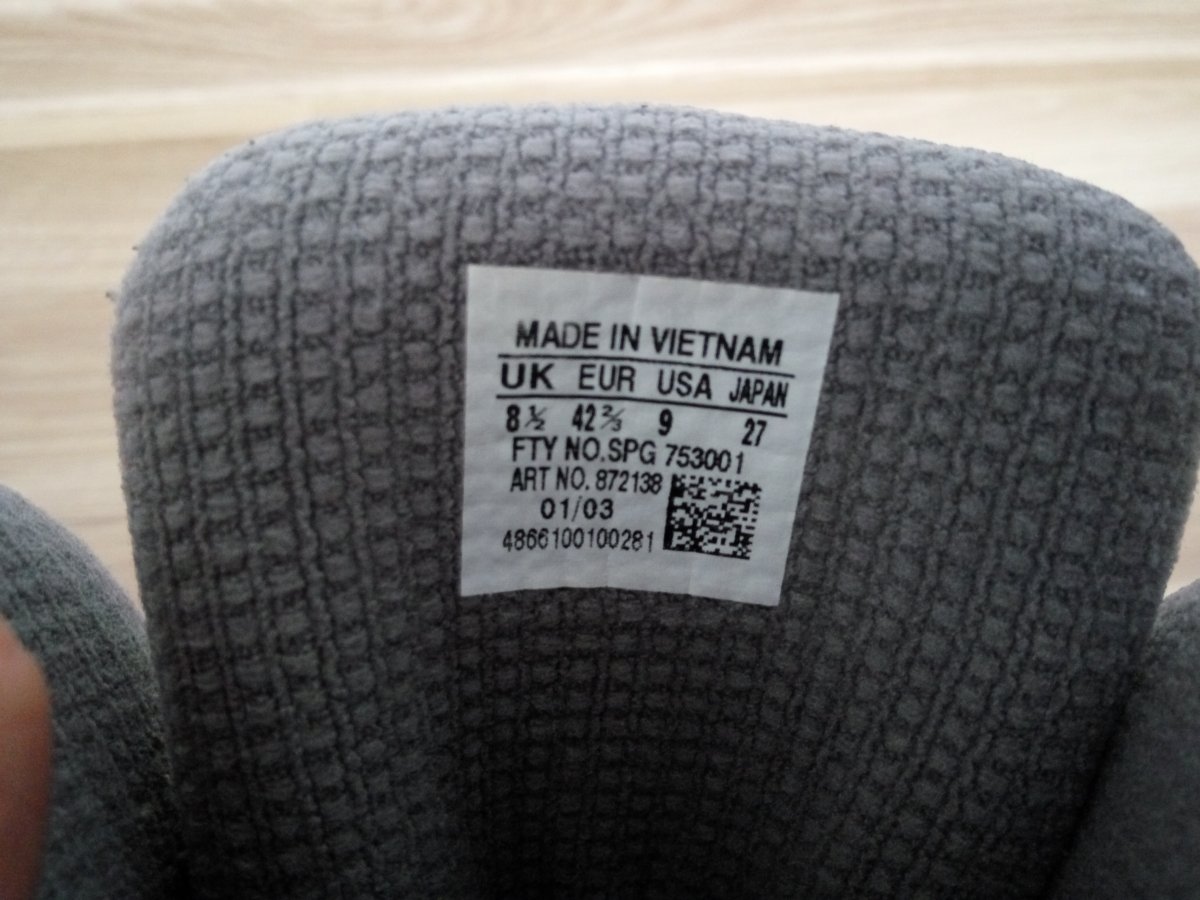 MADE IN VIETNAM
UK EUR USA JAPAN
8½ 42⅔ 9 27
FTY NO.SPG 753001
ART NO. 872138
01/03
4866100100281